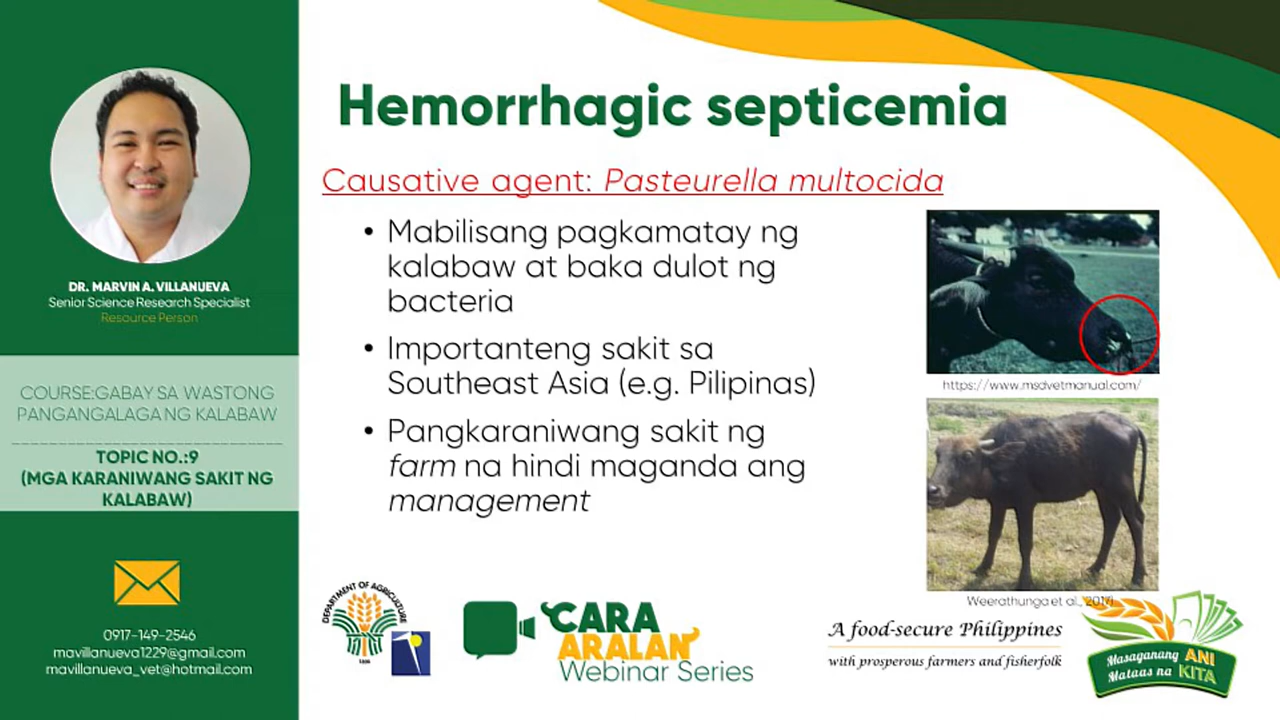 DR. MARVIN A. VILLANUEVA
Senior Science Research Specialist
Resource Person
COURSE:GABAY SA WASTONG
PANGANGALAGA NG KALABAW
TOPIC NO.:9
(MGA KARANIWANG SAKIT NG
KALABAW)
0917-149-2546
mavillanueva1229@gmail.com
mavillanueva_vet@hotmail.com
Hemorrhagic septicemia
Causative agent: Pasteurella multocida
• Mabilisang pagkamatay ng
kalabaw at baka dulot ng
bacteria
• Importanteng sakit sa
Southeast Asia (e.g. Pilipinas)
• Pangkaraniwang sakit ng
farm na hindi maganda ang
management
https://www.msdvetmanual.com/
Weerathunga et al., 2017
DEPARTMENT OF AGRICULTURE
CARA
ARALAN
Webinar Series
A food-secure Philippines
with prosperous farmers and fisherfolk
Masaganang ANI
Mataas na KITA